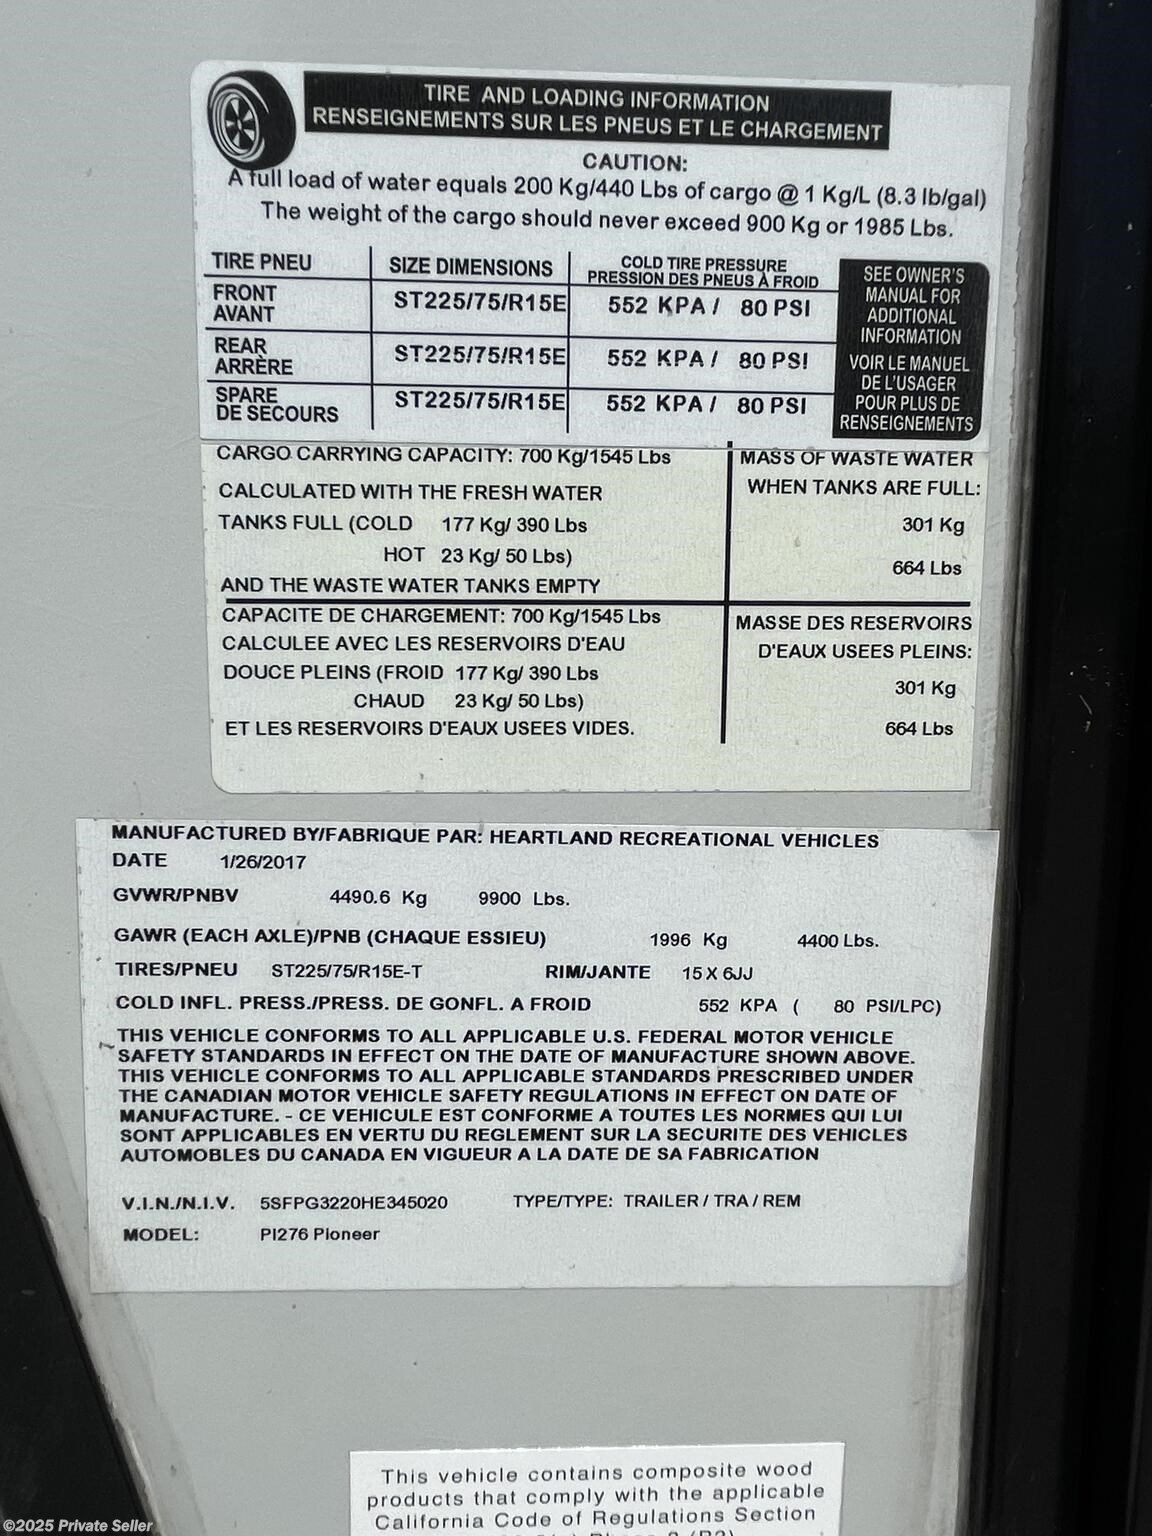 TIRE AND LOADING INFORMATION
RENSEIGNEMENTS SUR LES PNEUS ET LE CHARGEMENT
CAUTION:
A full load of water equals 200 Kg/440 Lbs of cargo @ 1 Kg/L (8.3 lb/gal)
The weight of the cargo should never exceed 900 Kg or 1985 Lbs.
TIRE PNEU SIZE DIMENSIONS COLD TIRE PRESSURE
PRESSION DES PNEUS À FROID
FRONT
AVANT ST225/75/R15E 552 KPA / 80 PSI
REAR
ARRÈRE ST225/75/R15E 552 KPA / 80 PSI
SPARE
DE SECOURS ST225/75/R15E 552 KPA / 80 PSI
SEE OWNER'S
MANUAL FOR
ADDITIONAL
INFORMATION
VOIR LE MANUEL
DE L'USAGER
POUR PLUS DE
RENSEIGNEMENTS
CARGO CARRYING CAPACITY: 700 Kg/1545 Lbs
CALCULATED WITH THE FRESH WATER
TANKS FULL (COLD 177 Kg/ 390 Lbs
HOT 23 Kg/ 50 Lbs)
AND THE WASTE WATER TANKS EMPTY
MASS OF WASTE WATER
WHEN TANKS ARE FULL:
301 Kg
664 Lbs
CAPACITE DE CHARGEMENT: 700 Kg/1545 Lbs
CALCULEE AVEC LES RESERVOIRS D'EAU
DOUCE PLEINS (FROID 177 Kg/ 390 Lbs
CHAUD 23 Kg/ 50 Lbs)
ET LES RESERVOIRS D'EAUX USEES VIDES.
MASSE DES RESERVOIRS
D'EAUX USEES PLEINS:
301 Kg
664 Lbs
MANUFACTURED BY/FABRIQUE PAR: HEARTLAND RECREATIONAL VEHICLES
DATE 1/26/2017
GVWR/PNBV 4490.6 Kg 9900 Lbs.
GAWR (EACH AXLE)/PNB (CHAQUE ESSIEU) 1996 Kg 4400 Lbs.
TIRES/PNEU ST225/75/R15E-T RIM/JANTE 15 X 6JJ
COLD INFL. PRESS./PRESS. DE GONFL. A FROID 552 KPA ( 80 PSI/LPC)
THIS VEHICLE CONFORMS TO ALL APPLICABLE U.S. FEDERAL MOTOR VEHICLE
SAFETY STANDARDS IN EFFECT ON THE DATE OF MANUFACTURE SHOWN ABOVE.
THIS VEHICLE CONFORMS TO ALL APPLICABLE STANDARDS PRESCRIBED UNDER
THE CANADIAN MOTOR VEHICLE SAFETY REGULATIONS IN EFFECT ON DATE OF
MANUFACTURE. - CE VEHICULE EST CONFORME A TOUTES LES NORMES QUI LUI
SONT APPLICABLES EN VERTU DU REGLEMENT SUR LA SECURITE DES VEHICLES
AUTOMOBLES DU CANADA EN VIGUEUR A LA DATE DE SA FABRICATION
V.I.N./N.I.V. 5SFPG3220HE345020 TYPE/TYPE: TRAILER / TRA / REM
MODEL: PI276 Pioneer
This vehicle contains composite wood
products that comply with the applicable
California Code of Regulations Section
©2025 Private Seller